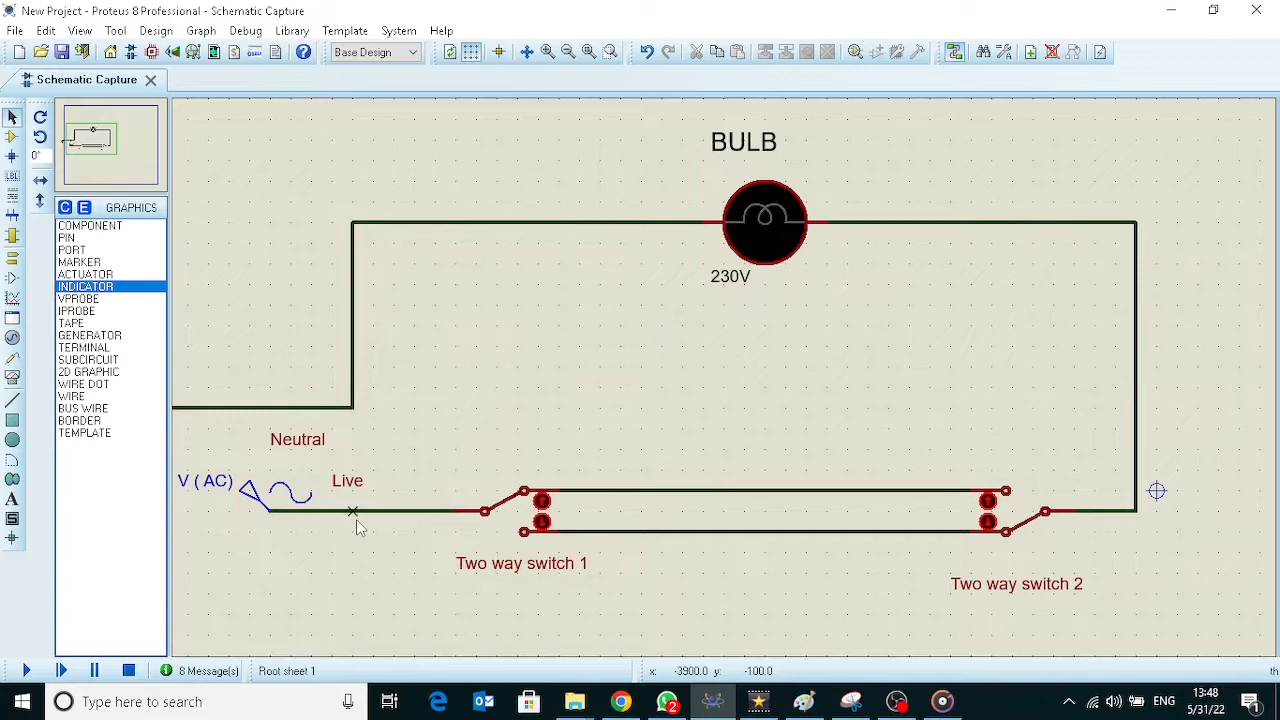 New Project - Proteus 8 Professional - Schematic Capture
File Edit View Tool Design Graph Debug Library Template System Help
Base Design
Schematic Capture
0°
C E GRAPHICS
COMPONENT
PIN
PORT
MARKER
ACTUATOR
INDICATOR
VPROBE
IPROBE
TAPE
GENERATOR
TERMINAL
SUBCIRCUIT
2D GRAPHIC
WIRE DOT
WIRE
BUS WIRE
BORDER
TEMPLATE
BULB
230V
Neutral
V ( AC)
Live
Two way switch 1
Two way switch 2
8 Message(s)
Root sheet 1
x: -3900.0 y: -100.0 th
Type here to search
2
ENG
13:48
5/31/22
1